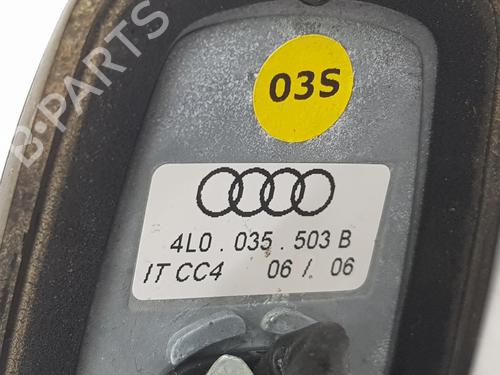 B-PARTS
03S
4L0 . 035 . 503 B
IT CC4 06 / 06